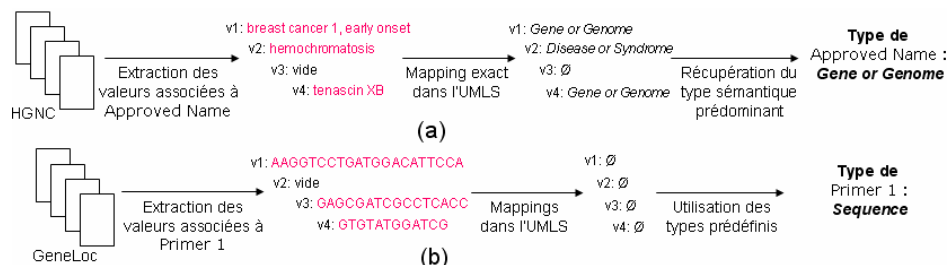 HGNC
Extraction des
valeurs associées à
Approved Name
v1: breast cancer 1, early onset
v2: hemochromatosis
v3: vide
v4: tenascin XB
Mapping exact
dans l'UMLS
v1: Gene or Genome
v2: Disease or Syndrome
v3: Ø
v4: Gene or Genome
Récupération du
type sémantique
prédominant
Type de
Approved Name :
Gene or Genome
(a)
GeneLoc
Extraction des
valeurs associées à
Primer 1
v1: AAGGTCCTGATGGACATTCCA
v2: vide
v3: GAGCGATCGCCTCACC
v4: GTGTATGGATCG
Mappings
dans l'UMLS
v1: Ø
v2: Ø
v3: Ø
v4: Ø
Utilisation des
types prédéfinis
Type de
Primer 1 :
Sequence
(b)